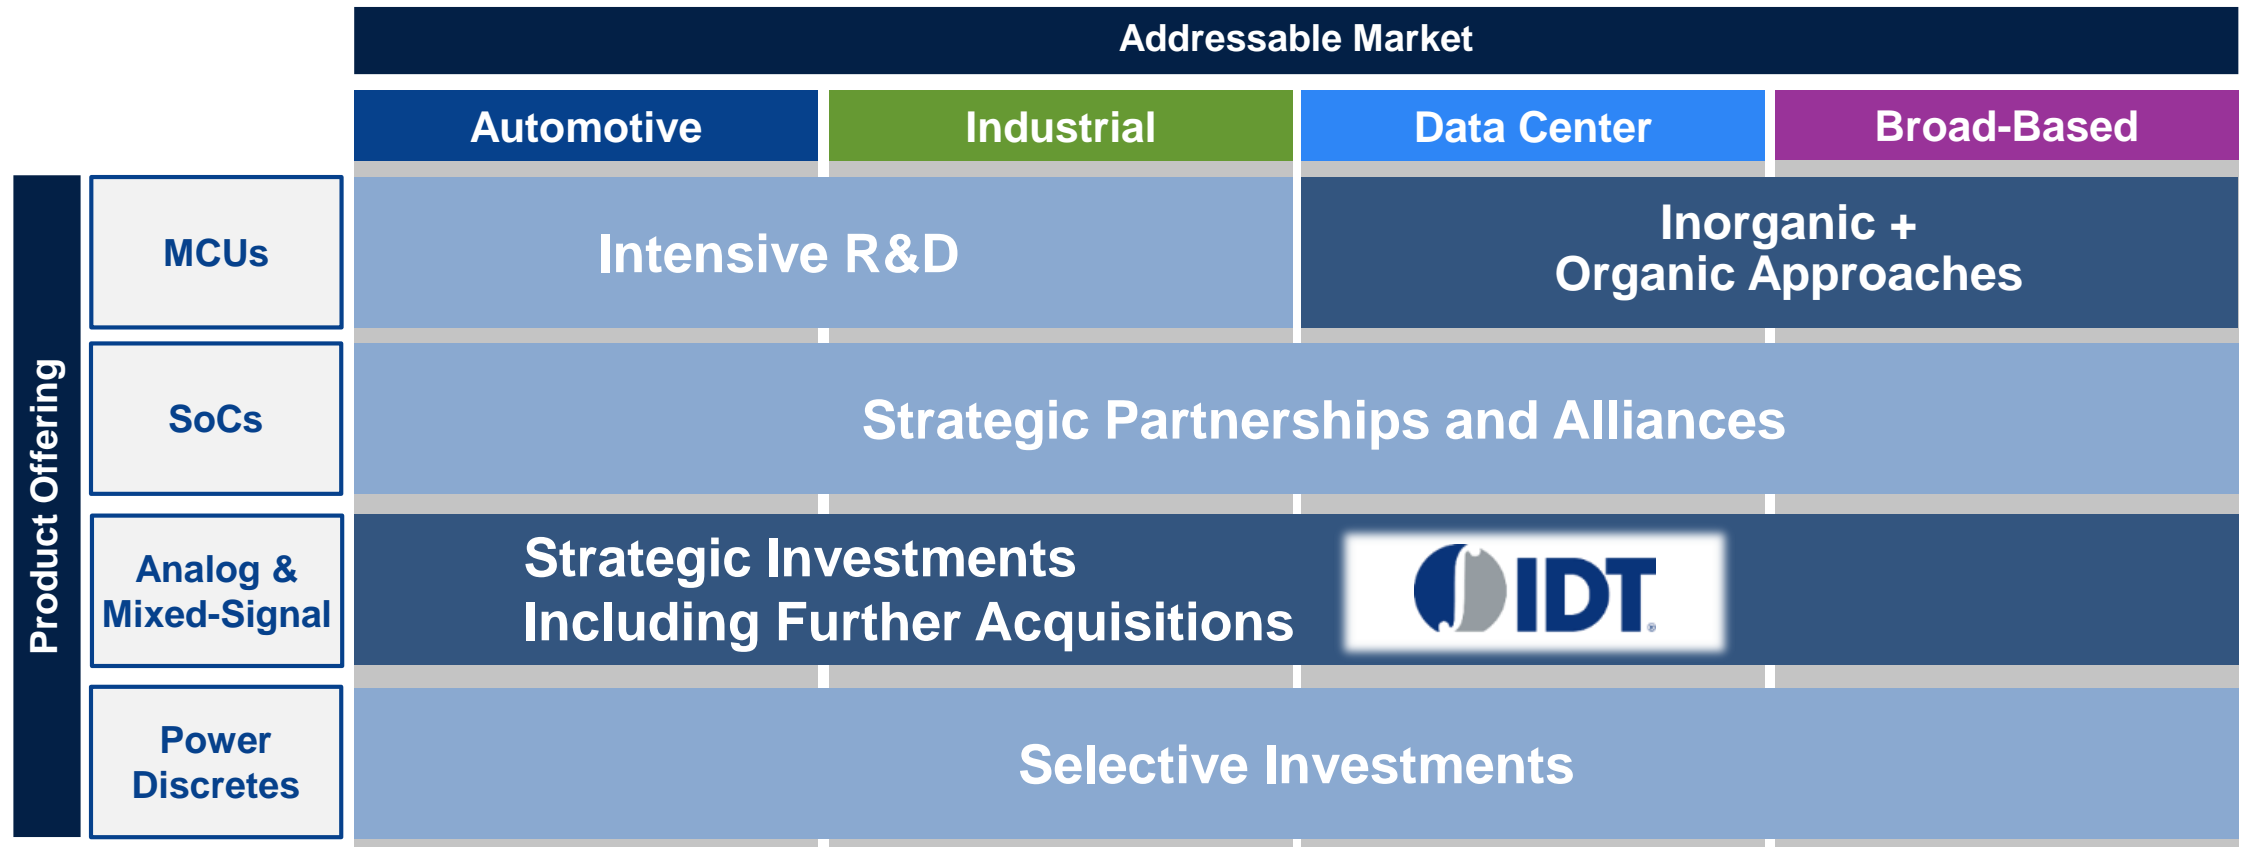 Addressable Market
Automotive
Industrial
Data Center
Broad-Based
Product Offering
MCUs
Intensive R&D
Inorganic +
Organic Approaches
SoCs
Strategic Partnerships and Alliances
Analog &
Mixed-Signal
Strategic Investments
Including Further Acquisitions
IDT®
Power
Discretes
Selective Investments